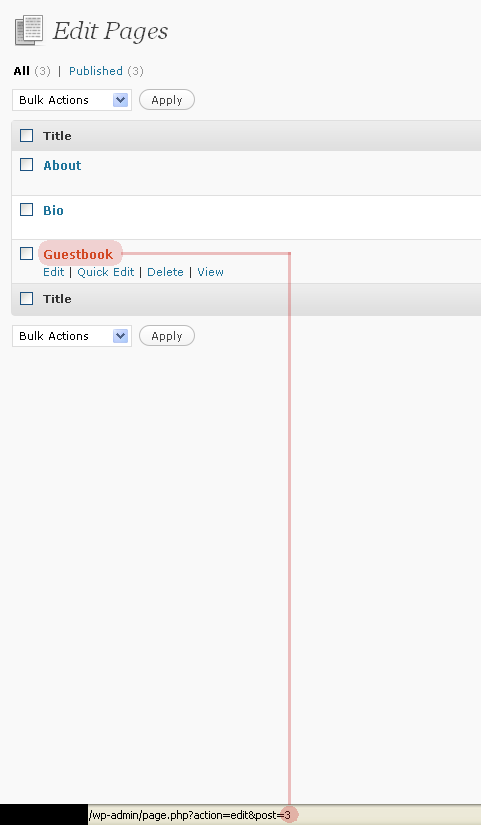 Edit Pages
All (3) | Published (3)
Bulk Actions Apply
Title
About
Bio
Guestbook
Edit | Quick Edit | Delete | View
Title
Bulk Actions Apply
/wp-admin/page.php?action=edit&post=3